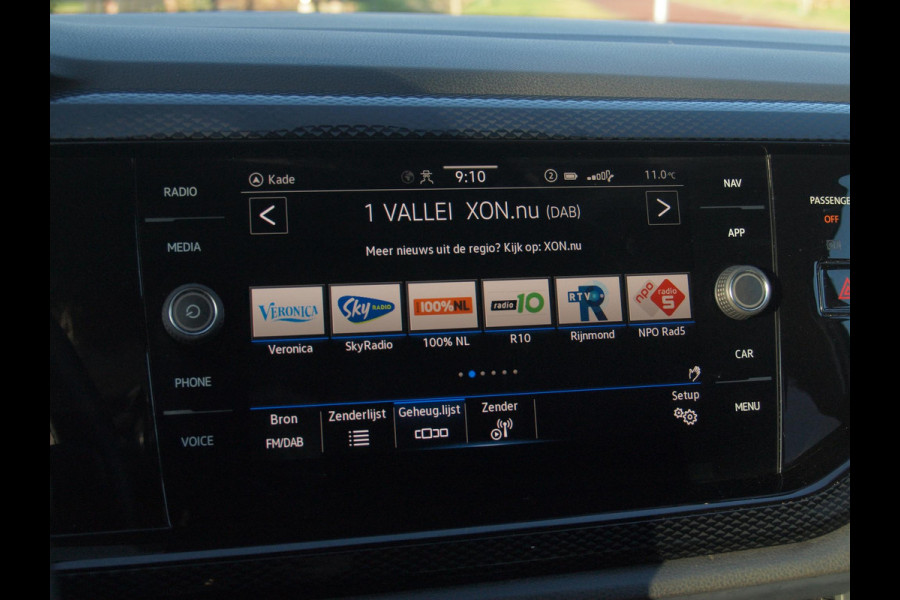 RADIO
MEDIA
PHONE
VOICE
Kade
9:10
2
11.0°C
< 1 VALLEI XON.nu (DAB) >
Meer nieuws uit de regio? Kijk op: XON.nu
VERONICA
Sky RADIO
100%NL
radio 10
RTV R
npo radio 5
Veronica
SkyRadio
100% NL
R10
Rijnmond
NPO Rad5
Bron
FM/DAB
Zenderlijst
Geheug.lijst
Zender
Setup
NAV
APP
CAR
MENU
PASSENGE
OFF